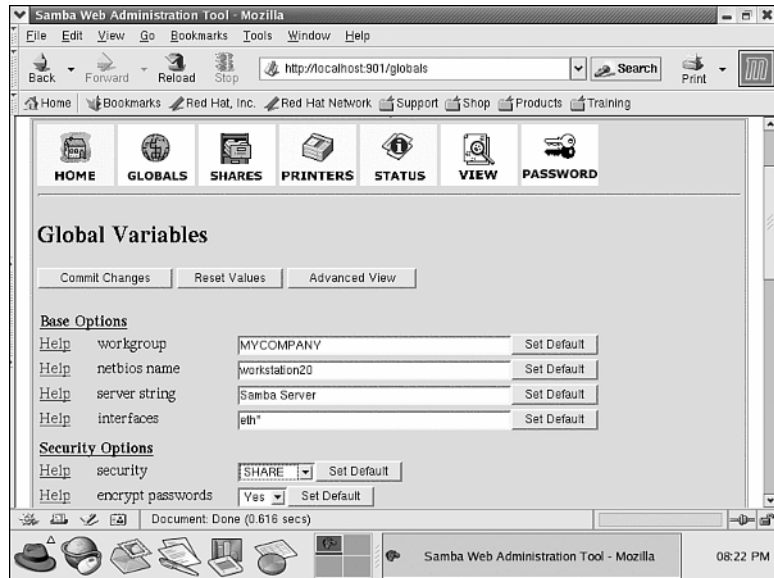 Samba Web Administration Tool - Mozilla
File Edit View Go Bookmarks Tools Window Help
Back Forward Reload Stop http://localhost:901/globals Search Print
Home Bookmarks Red Hat, Inc. Red Hat Network Support Shop Products Training
HOME GLOBALS SHARES PRINTERS STATUS VIEW PASSWORD
Global Variables
Commit Changes Reset Values Advanced View
Base Options
Help workgroup MYCOMPANY Set Default
Help netbios name workstation20 Set Default
Help server string Samba Server Set Default
Help interfaces eth* Set Default
Security Options
Help security SHARE Set Default
Help encrypt passwords Yes Set Default
Document: Done (0.616 secs)
Samba Web Administration Tool - Mozilla 08:22 PM